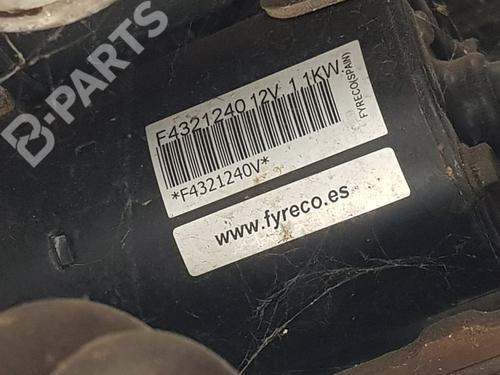 B-PARTS
F4321240 12V 1.1KW.
FYRECO(SPAIN)
*F4321240V*
www.fyreco.es